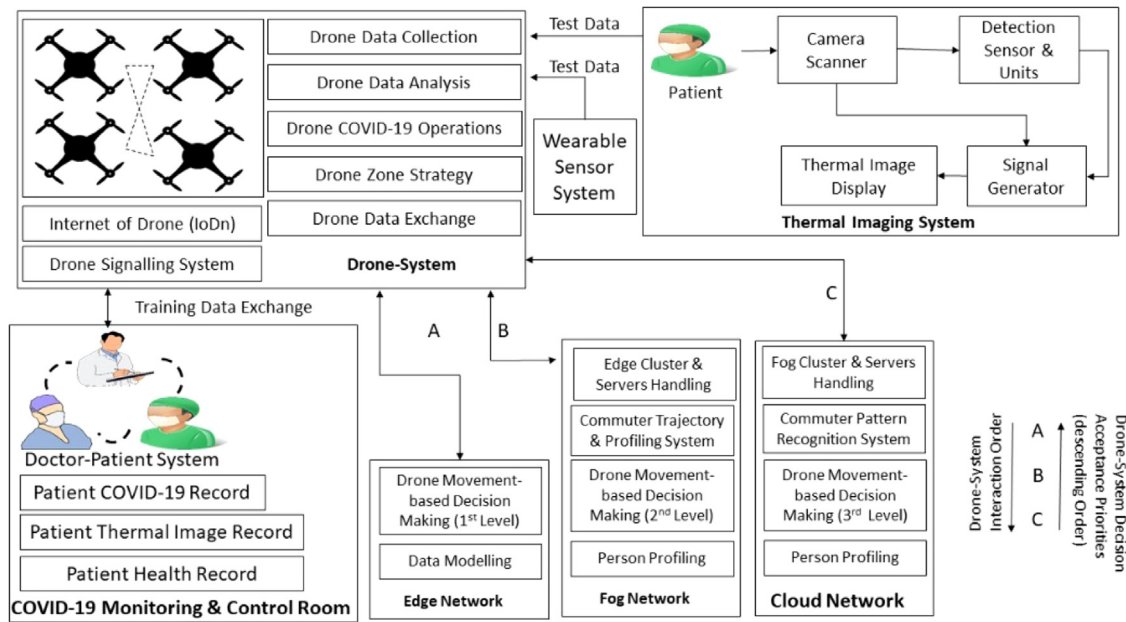 Drone Data Collection
Drone Data Analysis
Drone COVID-19 Operations
Drone Zone Strategy
Drone Data Exchange
Internet of Drone (IoDn)
Drone Signalling System
Drone-System
Test Data
Test Data
Wearable
Sensor
System
Patient
Camera
Scanner
Detection
Sensor &
Units
Thermal Image
Display
Signal
Generator
Thermal Imaging System
Training Data Exchange
A
B
C
Doctor-Patient System
Patient COVID-19 Record
Patient Thermal Image Record
Patient Health Record
COVID-19 Monitoring & Control Room
Drone Movement-
based Decision
Making (1st Level)
Data Modelling
Edge Network
Edge Cluster &
Servers Handling
Commuter Trajectory
& Profiling System
Drone Movement-
based Decision
Making (2nd Level)
Person Profiling
Fog Network
Fog Cluster & Servers
Handling
Commuter Pattern
Recognition System
Drone Movement-
based Decision
Making (3rd Level)
Person Profiling
Cloud Network
Drone-System
Interaction Order
A
B
C
Drone-System Decision
Acceptance Priorities
(descending Order)